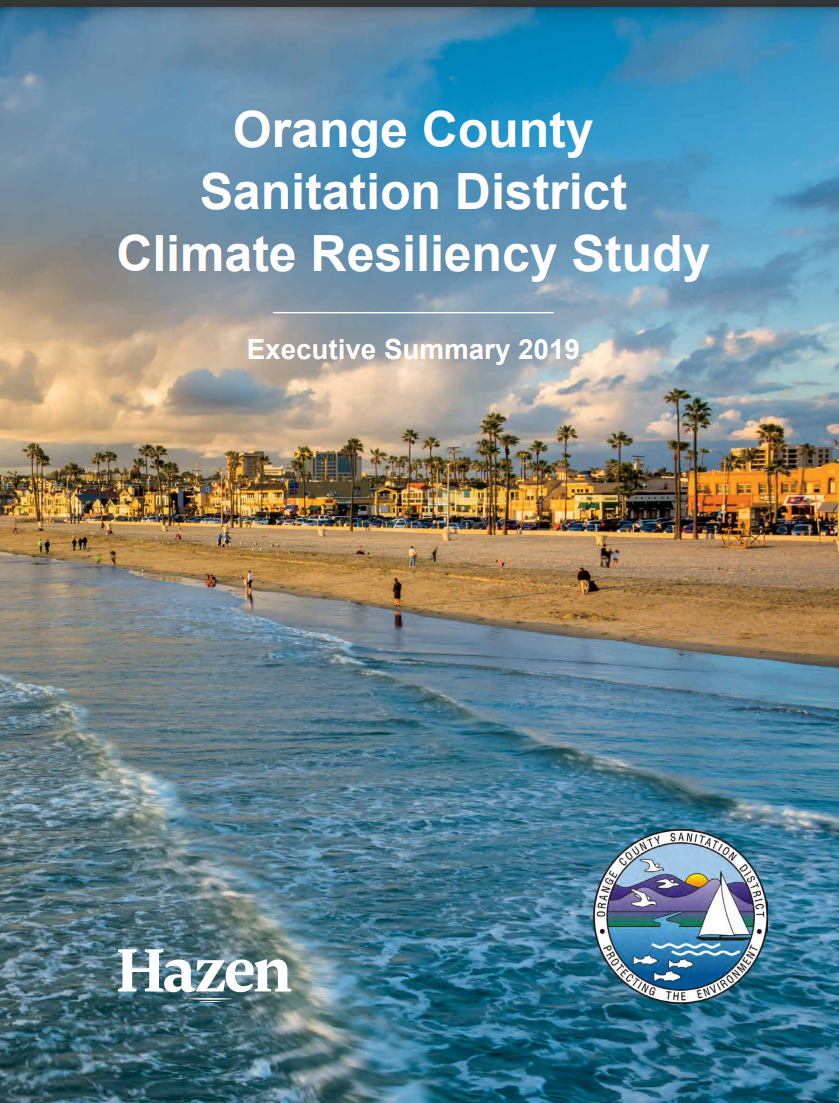 Orange County
Sanitation District
Climate Resiliency Study
Executive Summary 2019
Hazen
ORANGE COUNTY SANITATION DISTRICT
PROTECTING THE ENVIRONMENT